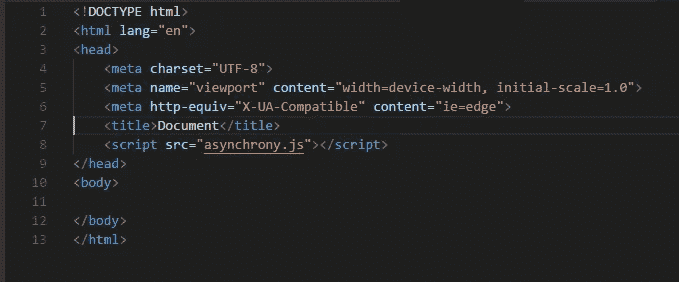 1 <!DOCTYPE html>
2 <html lang="en">
3 <head>
4     <meta charset="UTF-8">
5     <meta name="viewport" content="width=device-width, initial-scale=1.0">
6     <meta http-equiv="X-UA-Compatible" content="ie=edge">
7     <title>Document</title>
8     <script src="asynchrony.js"></script>
9 </head>
10 <body>
11
12 </body>
13 </html>